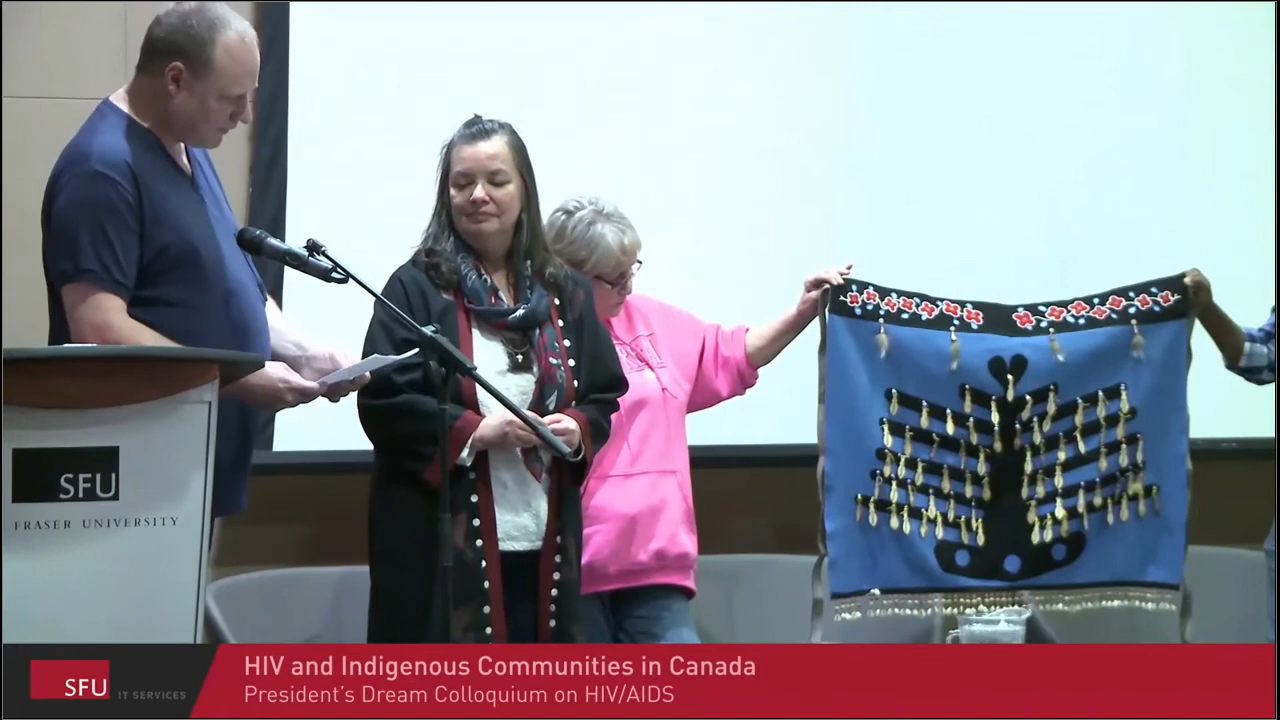 SFU
FRASER UNIVERSITY
SFU IT SERVICES
HIV and Indigenous Communities in Canada
President's Dream Colloquium on HIV/AIDS